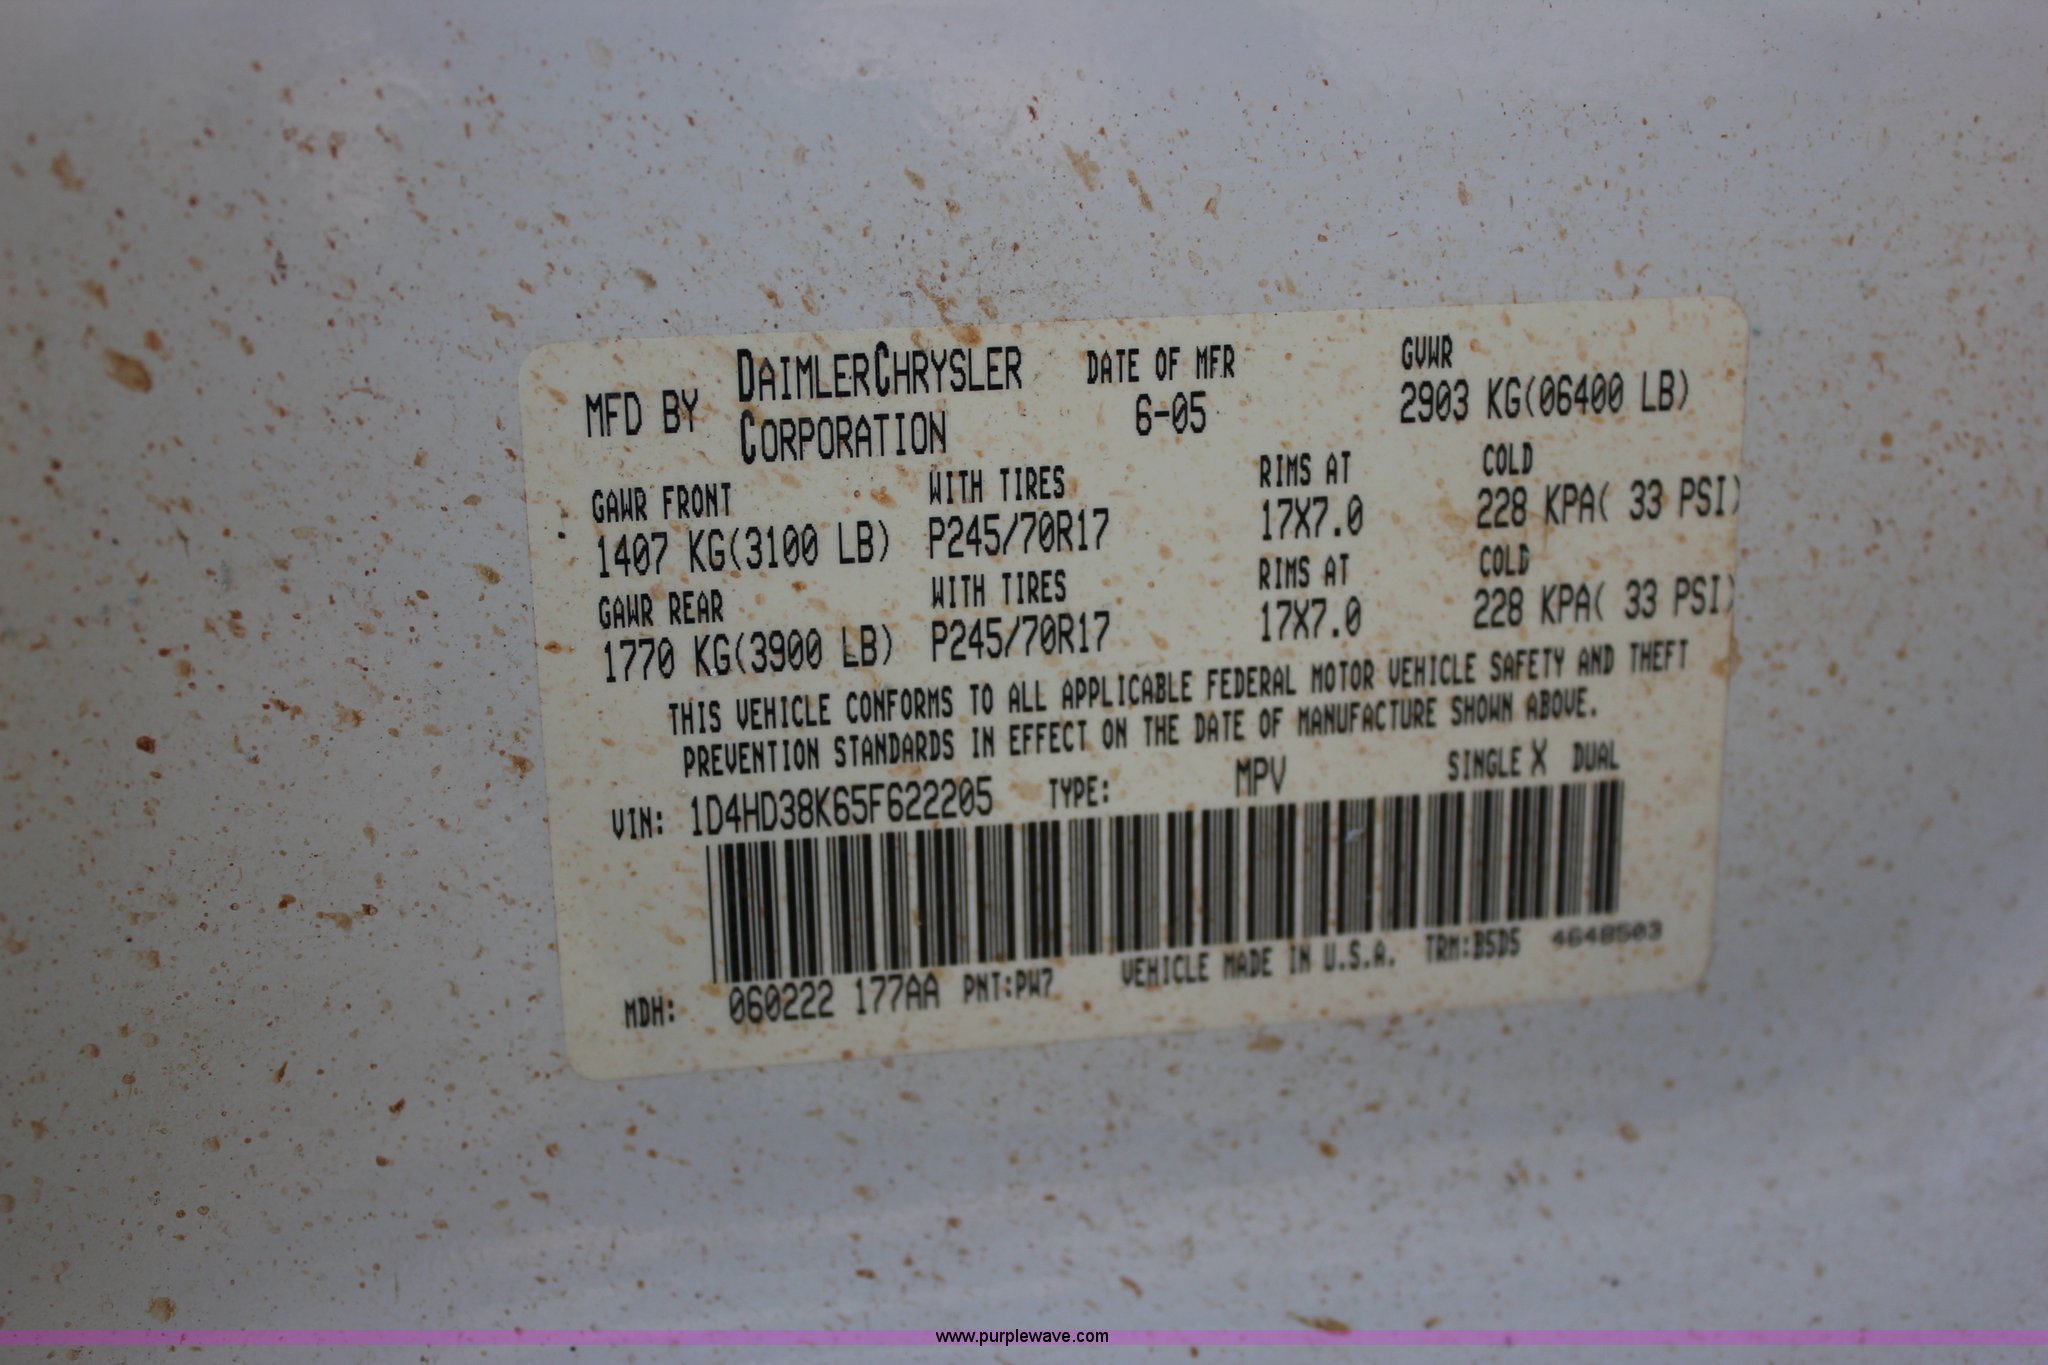 MFD BY DAIMLERCHRYSLER CORPORATION DATE OF MFR 6-05 GVWR 2903 KG(06400 LB)
GAWR FRONT WITH TIRES RIMS AT COLD
1407 KG(3100 LB) P245/70R17 17X7.0 228 KPA( 33 PSI)
GAWR REAR WITH TIRES RIMS AT COLD
1770 KG(3900 LB) P245/70R17 17X7.0 228 KPA( 33 PSI)
THIS VEHICLE CONFORMS TO ALL APPLICABLE FEDERAL MOTOR VEHICLE SAFETY AND THEFT
PREVENTION STANDARDS IN EFFECT ON THE DATE OF MANUFACTURE SHOWN ABOVE.
VIN: 1D4HD38K65F622205 TYPE: MPV SINGLE X DUAL
MDH: 060222 177AA PNT:PW7 VEHICLE MADE IN U.S.A. TRM:B5D5 4648503
www.purplewave.com